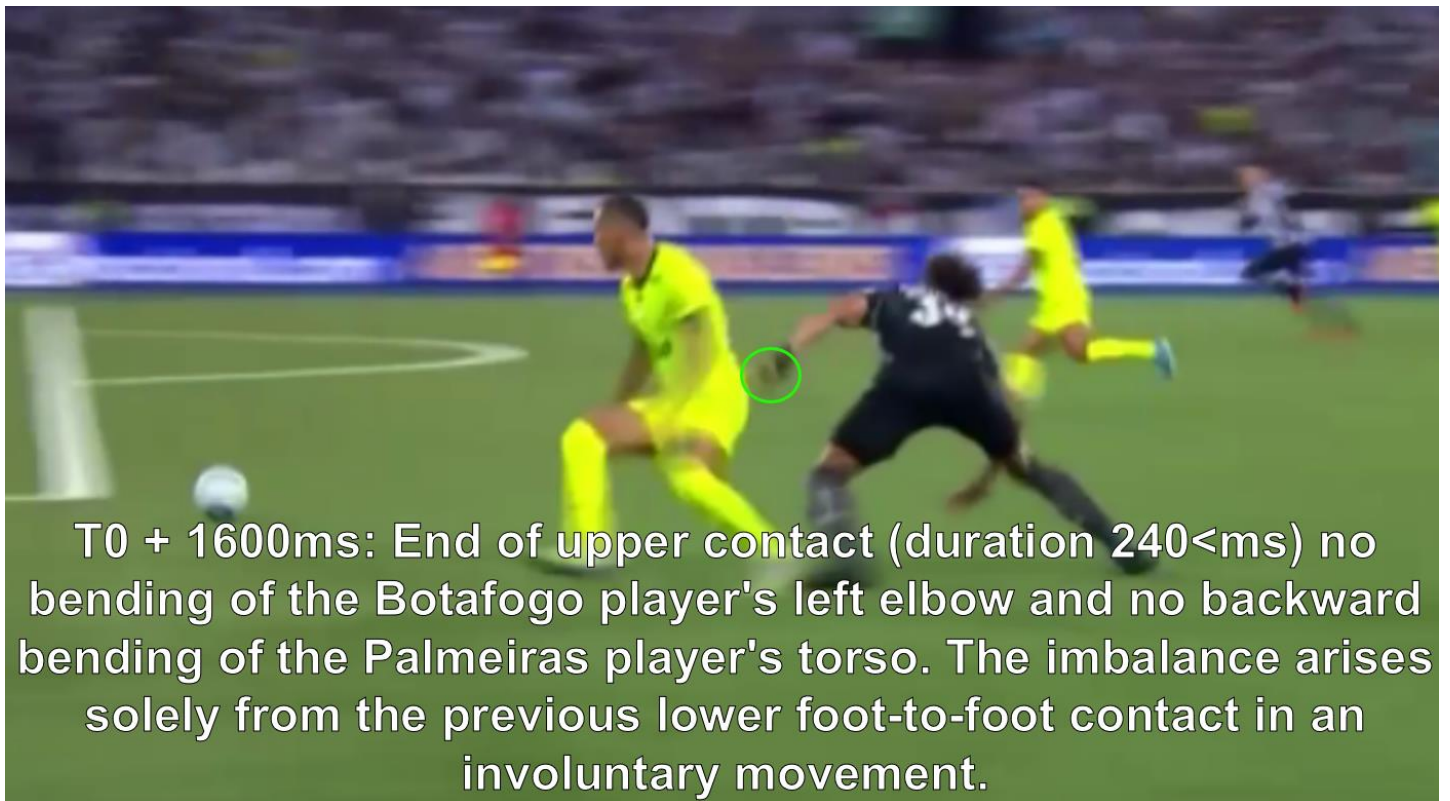 T0 + 1600ms: End of upper contact (duration 240<ms) no
bending of the Botafogo player's left elbow and no backward
bending of the Palmeiras player's torso. The imbalance arises
solely from the previous lower foot-to-foot contact in an
involuntary movement.